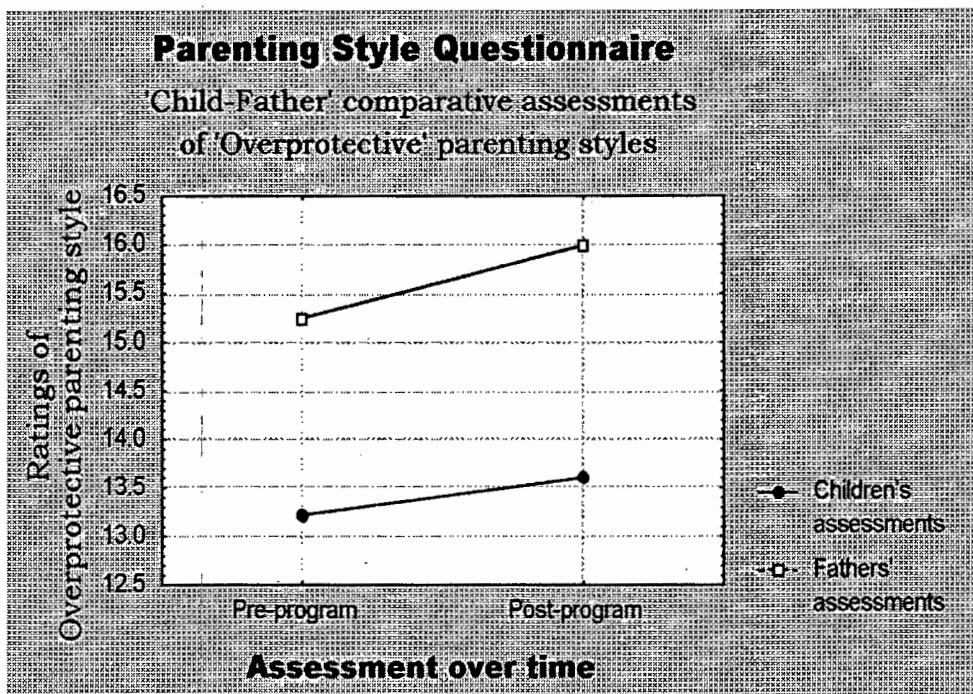 Parenting Style Questionnaire
'Child-Father' comparative assessments
of 'Overprotective' parenting styles
Ratings of
Overprotective parenting style
16.5
16.0
15.5
15.0
14.5
14.0
13.5
13.0
12.5
Pre-program
Post-program
Assessment over time
Children's
assessments
Fathers'
assessments